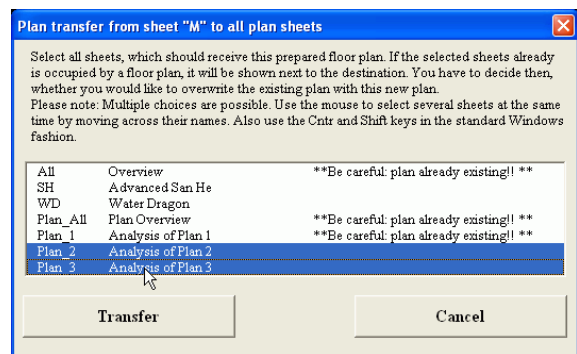 Plan transfer from sheet "M" to all plan sheets
Select all sheets, which should receive this prepared floor plan. If the selected sheets already
is occupied by a floor plan, it will be shown next to the destination. You have to decide then,
whether you would like to overwrite the existing plan with this new plan.
Please note: Multiple choices are possible. Use the mouse to select several sheets at the same
time by moving across their names. Also use the Cntr and Shift keys in the standard Windows
fashion.
All Overview **Be careful: plan already existing!! **
SH Advanced San He
WD Water Dragon
Plan_All Plan Overview **Be careful: plan already existing!! **
Plan_1 Analysis of Plan 1 **Be careful: plan already existing!! **
Plan_2 Analysis of Plan 2
Plan_3 Analysis of Plan 3
Transfer Cancel